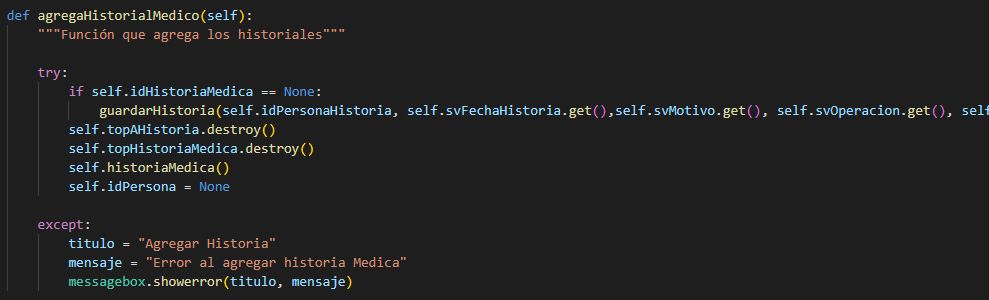 def agregaHistorialMedico(self):
    """Función que agrega los historiales"""
    try:
        if self.idHistoriaMedica == None:
            guardarHistoria(self.idPersonaHistoria, self.svFechaHistoria.get(),self.svMotivo.get(), self.svOperacion.get(), sel
        self.topAHistoria.destroy()
        self.topHistoriaMedica.destroy()
        self.historiaMedica()
        self.idPersona = None
    except:
        titulo = "Agregar Historia"
        mensaje = "Error al agregar historia Medica"
        messagebox.showerror(titulo, mensaje)